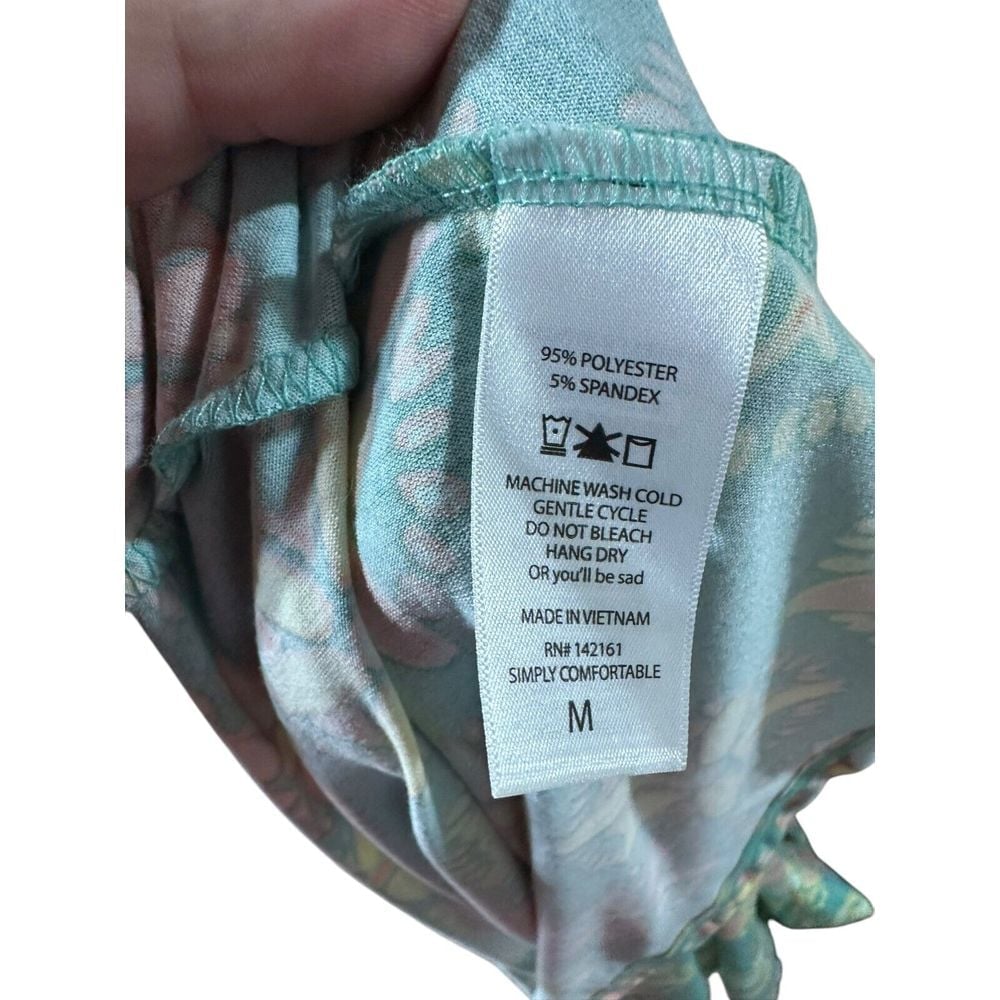 95% POLYESTER
5% SPANDEX
MACHINE WASH COLD
GENTLE CYCLE
DO NOT BLEACH
HANG DRY
OR you'll be sad
MADE IN VIETNAM
RN# 142161
SIMPLY COMFORTABLE
M